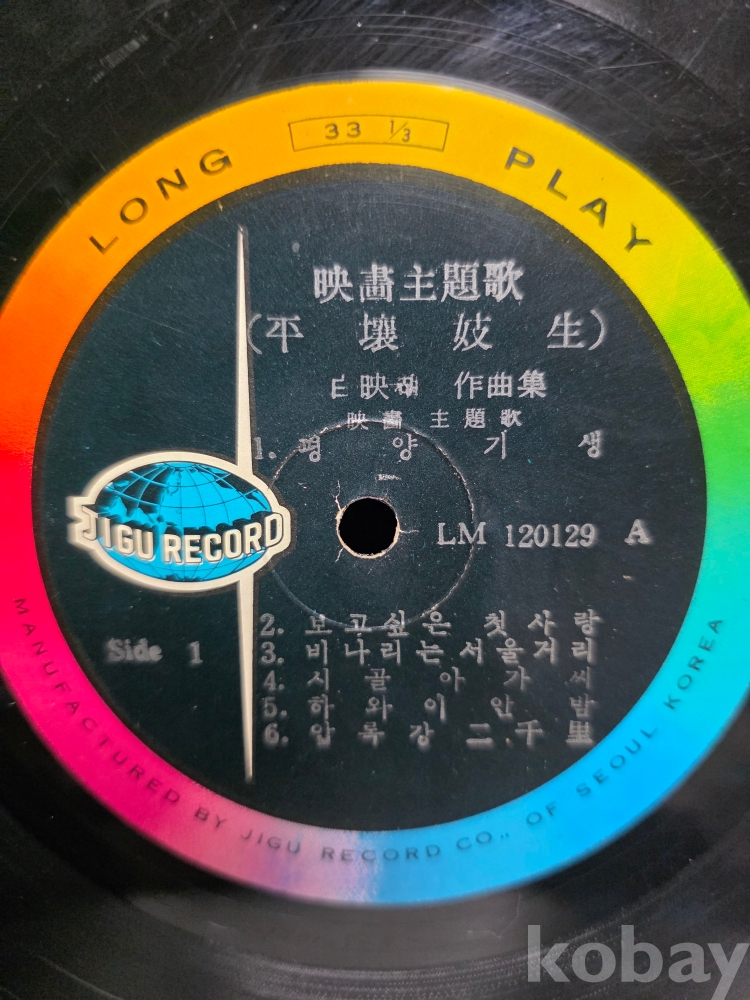 LONG 33 1/3 PLAY
映畵主題歌
(平壤妓生)
映 作曲集
映畵主題歌
1. 평양기생
JIGU RECORD
LM 120129 A
Side 1
2. 보고싶은 첫사랑
3. 비나리는 서울거리
4. 시골아가씨
5. 하와이안 밤
6. 압록강 二千里
MANUFACTURED BY JIGU RECORD CO., OF SEOUL KOREA
kobay